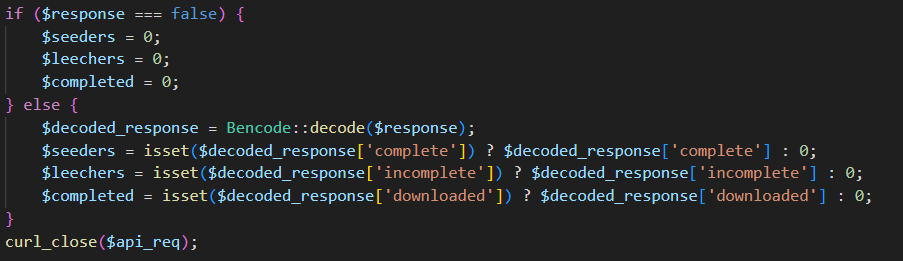 if ($response === false) {
    $seeders = 0;
    $leechers = 0;
    $completed = 0;
} else {
    $decoded_response = Bencode::decode($response);
    $seeders = isset($decoded_response['complete']) ? $decoded_response['complete'] : 0;
    $leechers = isset($decoded_response['incomplete']) ? $decoded_response['incomplete'] : 0;
    $completed = isset($decoded_response['downloaded']) ? $decoded_response['downloaded'] : 0;
}
curl_close($api_req);